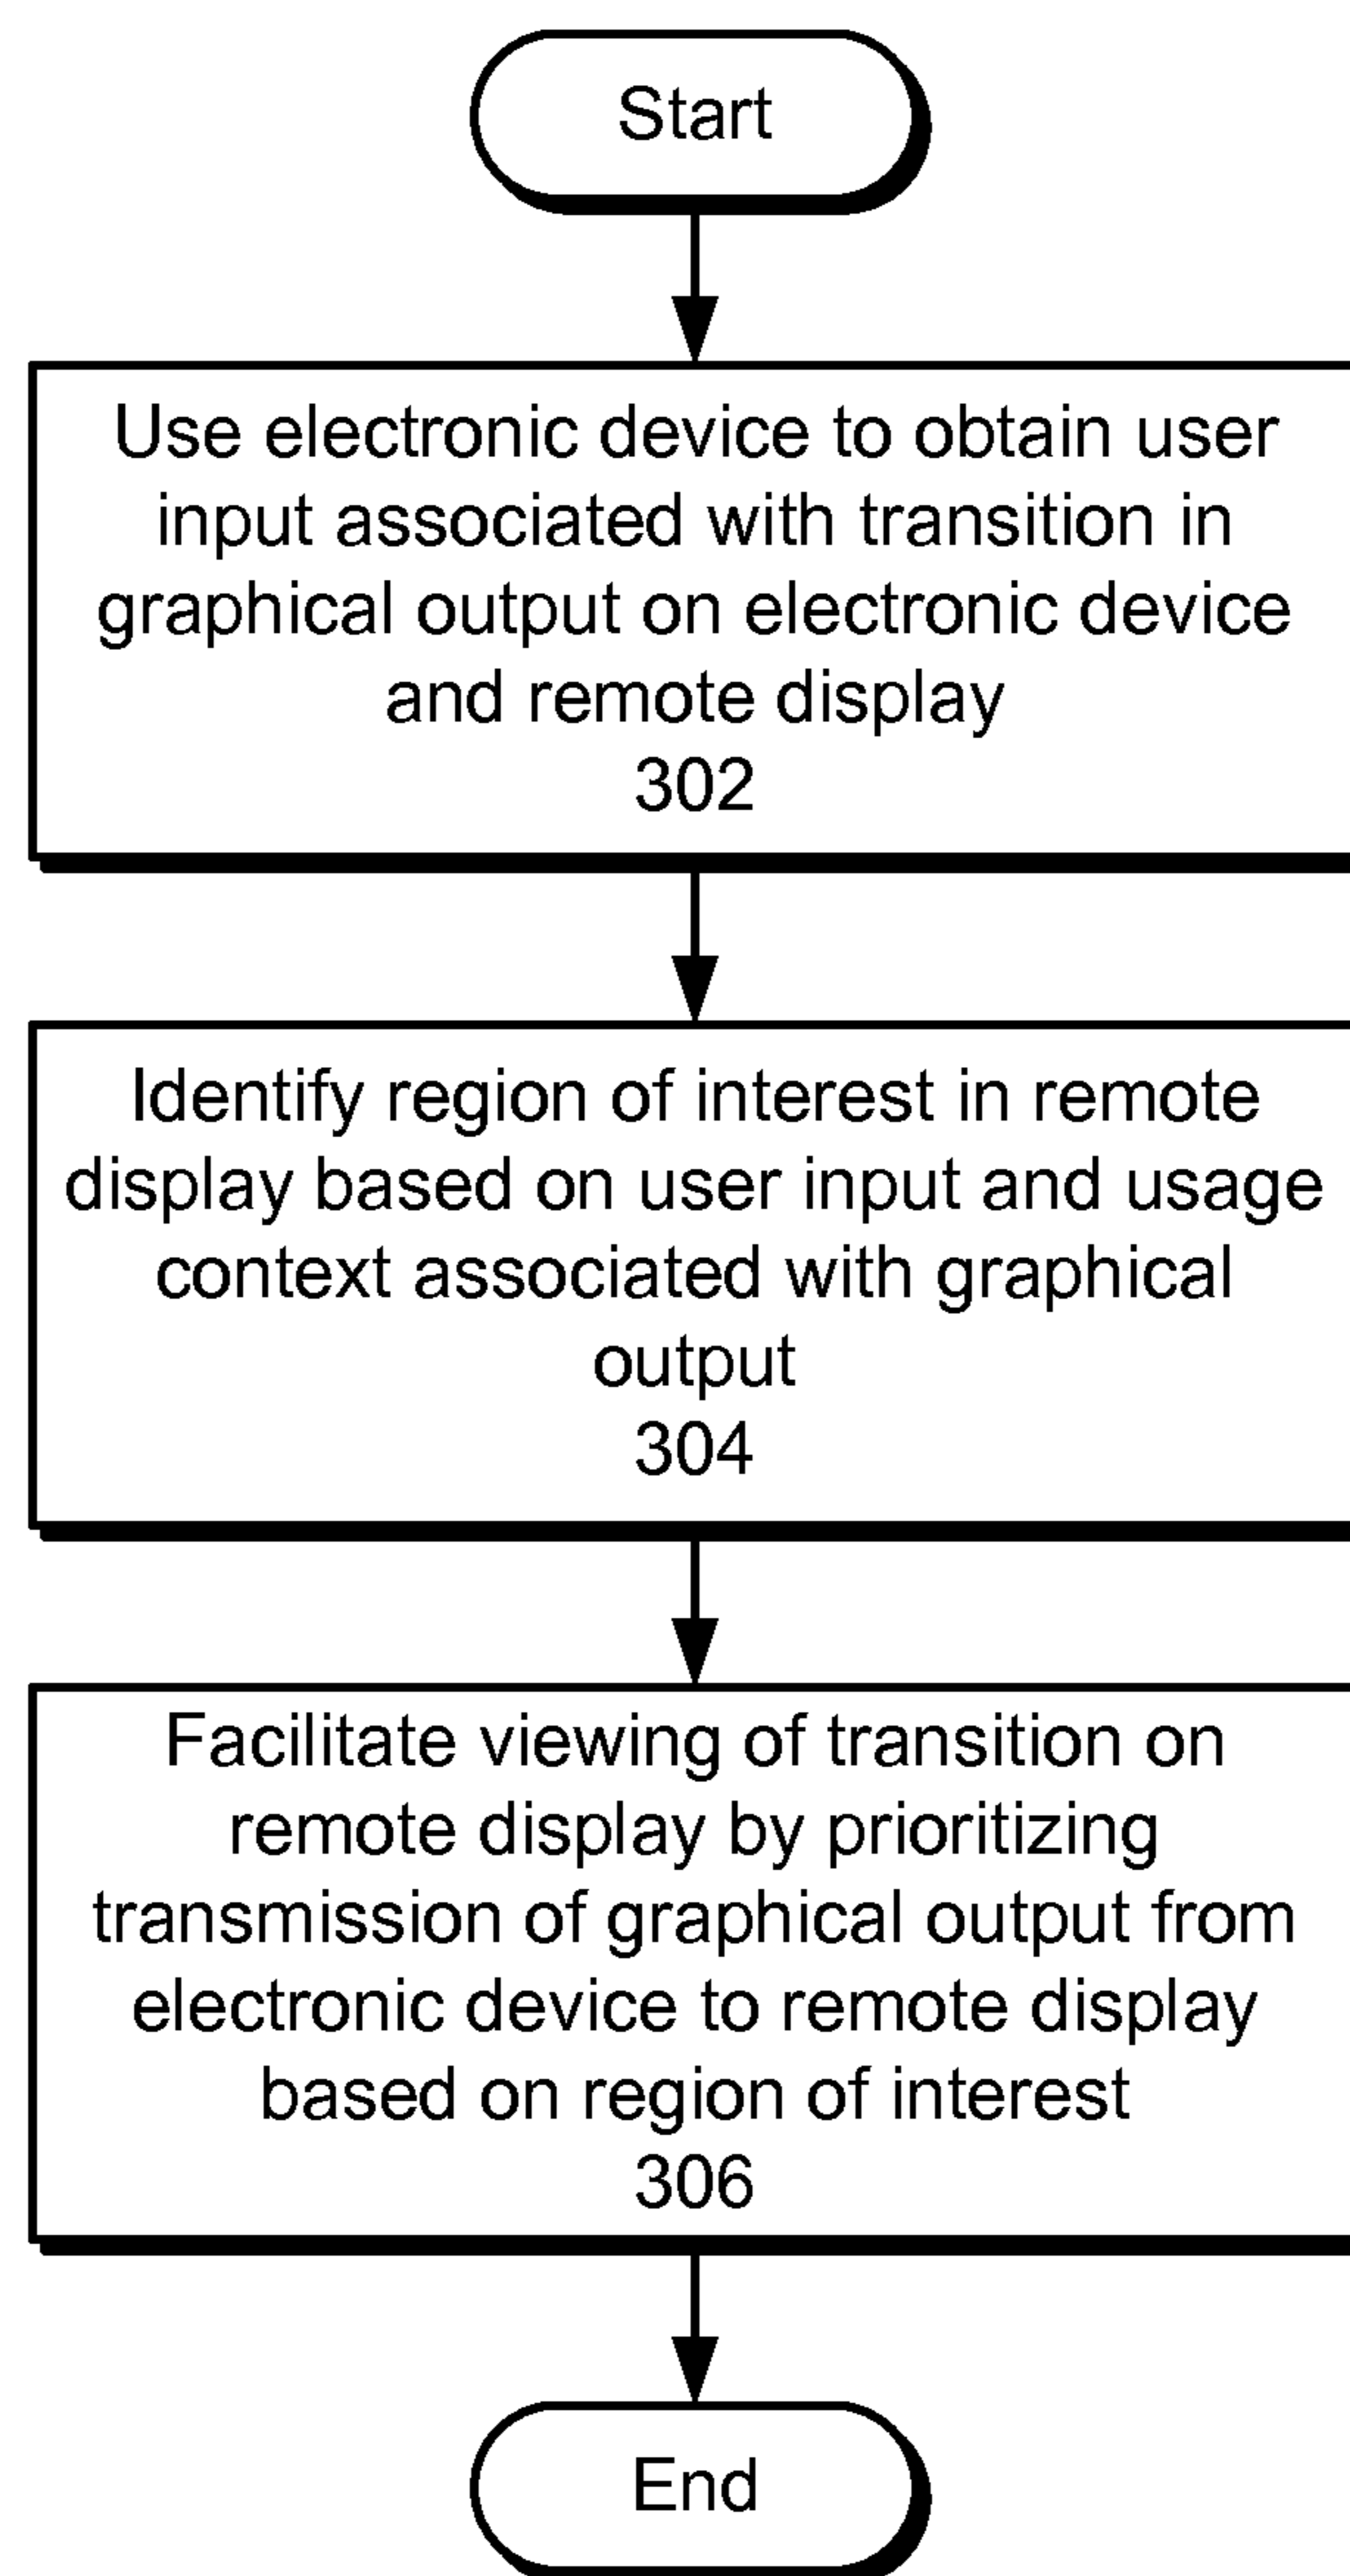 Start
Use electronic device to obtain user
input associated with transition in
graphical output on electronic device
and remote display
302
Identify region of interest in remote
display based on user input and usage
context associated with graphical
output
304
Facilitate viewing of transition on
remote display by prioritizing
transmission of graphical output from
electronic device to remote display
based on region of interest
306
End